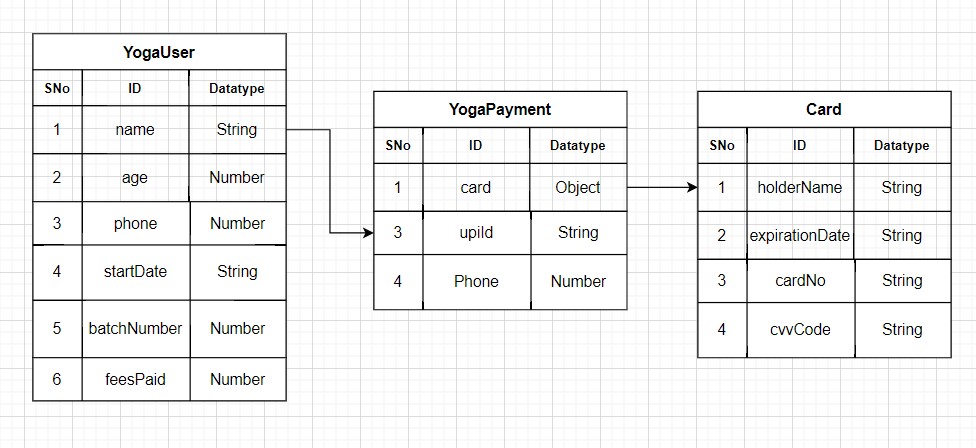 YogaUser
SNo ID Datatype
1 name String
2 age Number
3 phone Number
4 startDate String
5 batchNumber Number
6 feesPaid Number
YogaPayment
SNo ID Datatype
1 card Object
3 upiId String
4 Phone Number
Card
SNo ID Datatype
1 holderName String
2 expirationDate String
3 cardNo String
4 cvvCode String